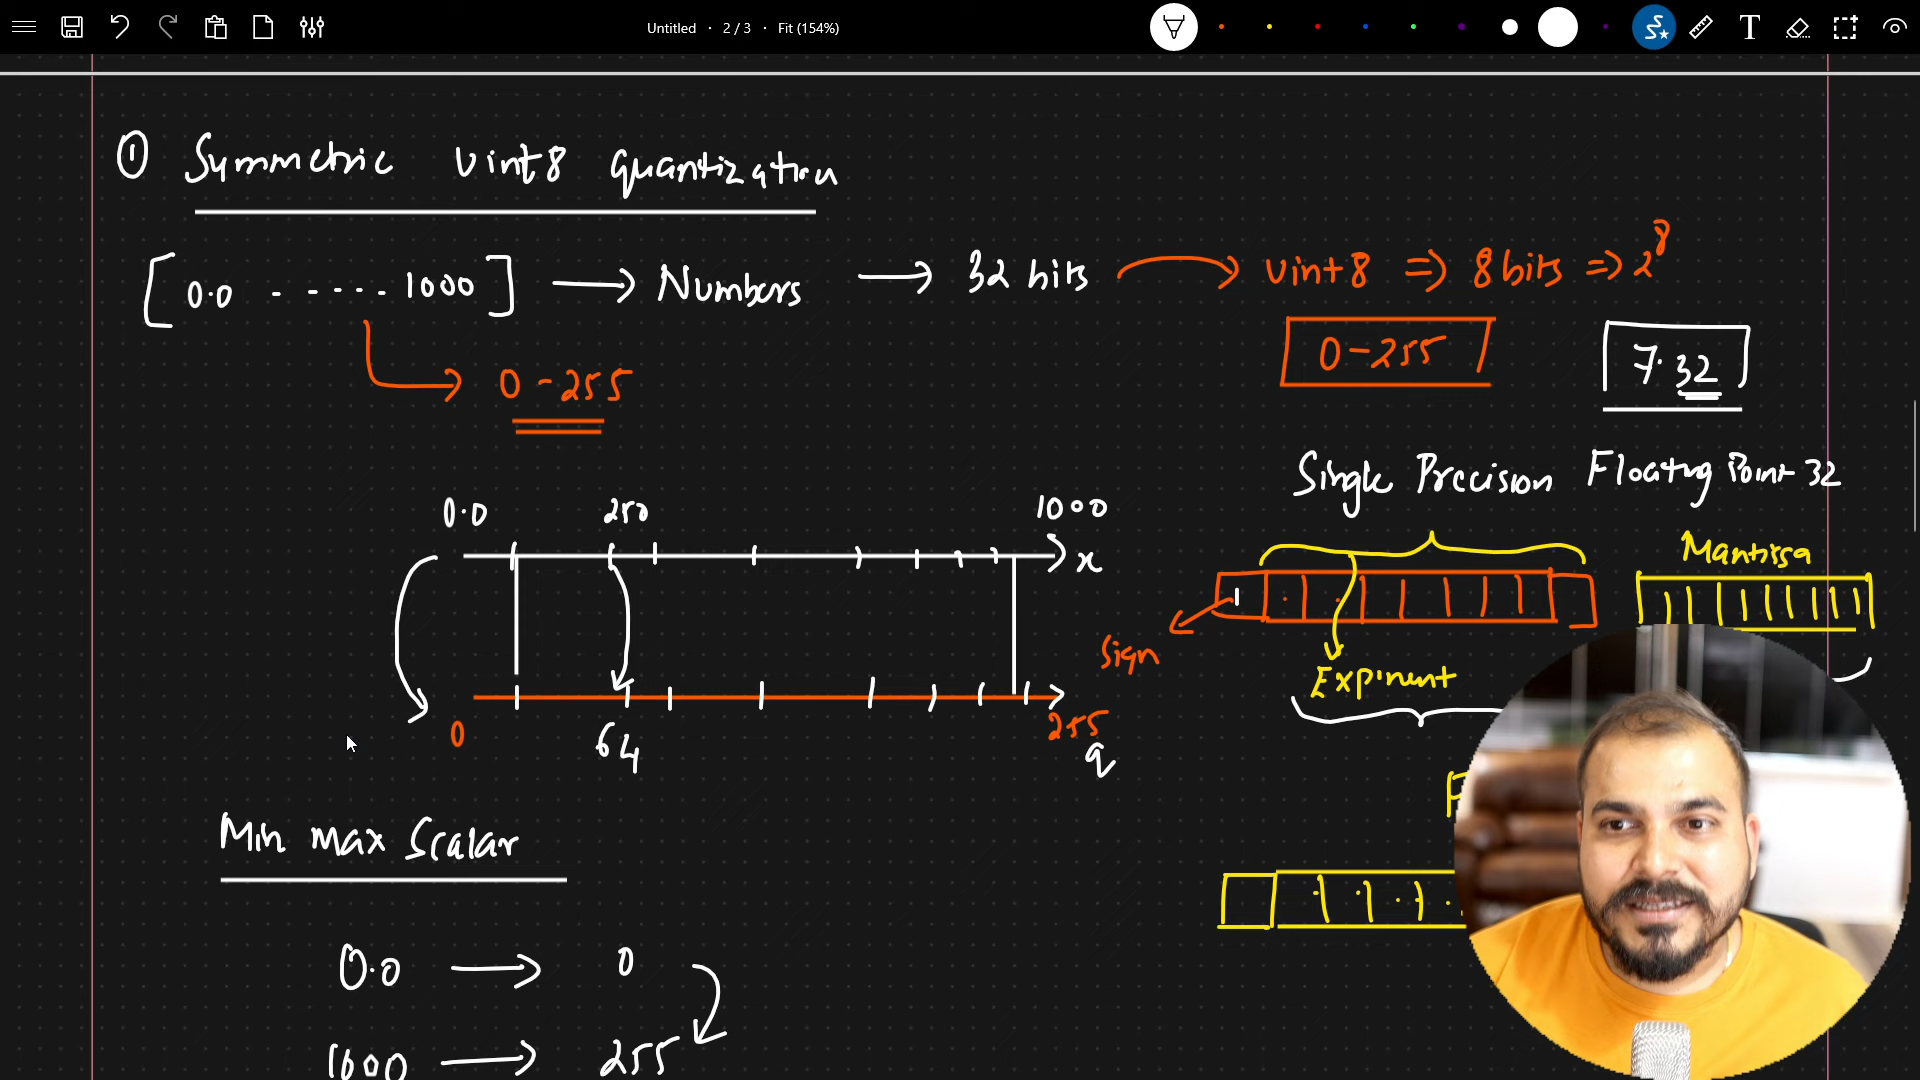 Untitled · 2 / 3 · Fit (154%)
① Symmetric Uint8 quantization
[0.0 - - - - - - 1000] → Numbers → 32 bits → Uint8 ⇒ 8 bits ⇒ 2^8
0-255
0-255
7.32
Single Precision Floating Point 32
0.0 250 1000
x
Mantissa
Sign
Exponent
0 64 255
q
Min max Scalar
0.0 → 0
1000 → 255